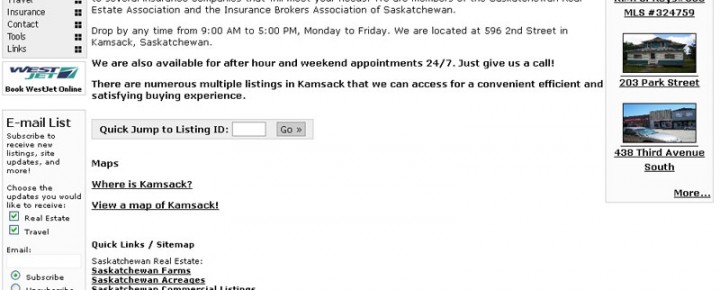 Travel
Insurance
Contact
Tools
Links
WEST JET
Book WestJet Online
E-mail List
Subscribe to
receive new
listings, site
updates, and
more!
Choose the
updates you would
like to receive:
Real Estate
Travel
Email:
Subscribe
Unsubscribe
to several insurance companies that will meet your needs. We are members of the Saskatchewan Real
Estate Association and the Insurance Brokers Association of Saskatchewan.
Drop by any time from 9:00 AM to 5:00 PM, Monday to Friday. We are located at 596 2nd Street in
Kamsack, Saskatchewan.
We are also available for after hour and weekend appointments 24/7. Just give us a call!
There are numerous multiple listings in Kamsack that we can access for a convenient efficient and
satisfying buying experience.
Quick Jump to Listing ID:
Go »
Maps
Where is Kamsack?
View a map of Kamsack!
Quick Links / Sitemap
Saskatchewan Real Estate:
Saskatchewan Farms
Saskatchewan Acreages
Saskatchewan Commercial Listings
MLS #324759
203 Park Street
438 Third Avenue
South
More...